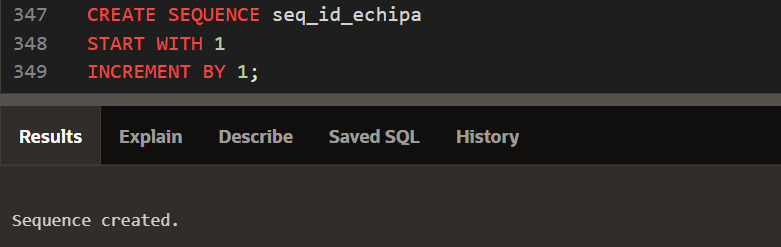 347 CREATE SEQUENCE seq_id_echipa
348 START WITH 1
349 INCREMENT BY 1;
Results Explain Describe Saved SQL History
Sequence created.